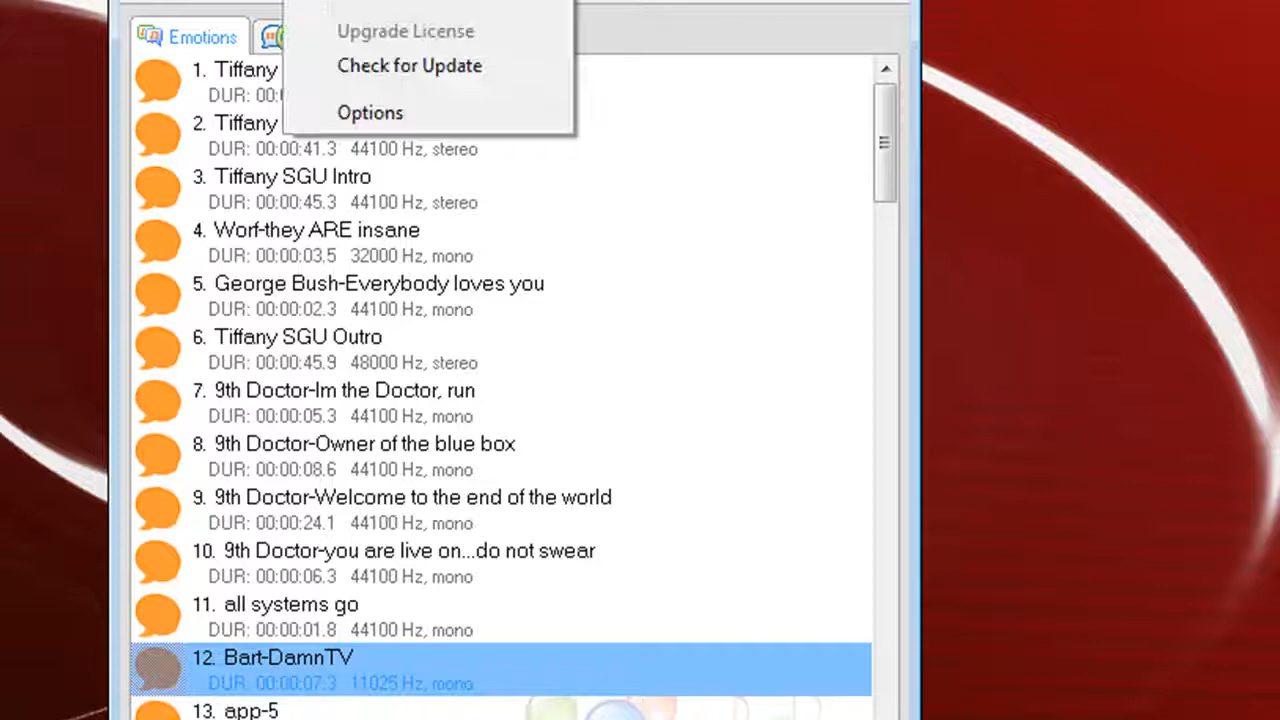 Upgrade License
Check for Update
Options
Emotions
1. Tiffany
DUR: 00:
2. Tiffany
DUR: 00:00:41.3 44100 Hz, stereo
3. Tiffany SGU Intro
DUR: 00:00:45.3 44100 Hz, stereo
4. Worf-they ARE insane
DUR: 00:00:03.5 32000 Hz, mono
5. George Bush-Everybody loves you
DUR: 00:00:02.3 44100 Hz, mono
6. Tiffany SGU Outro
DUR: 00:00:45.9 48000 Hz, stereo
7. 9th Doctor-Im the Doctor, run
DUR: 00:00:05.3 44100 Hz, mono
8. 9th Doctor-Owner of the blue box
DUR: 00:00:08.6 44100 Hz, mono
9. 9th Doctor-Welcome to the end of the world
DUR: 00:00:24.1 44100 Hz, mono
10. 9th Doctor-you are live on...do not swear
DUR: 00:00:06.3 44100 Hz, mono
11. all systems go
DUR: 00:00:01.8 44100 Hz, mono
12. Bart-DamnTV
DUR: 00:00:07.3 11025 Hz, mono
13. app-5